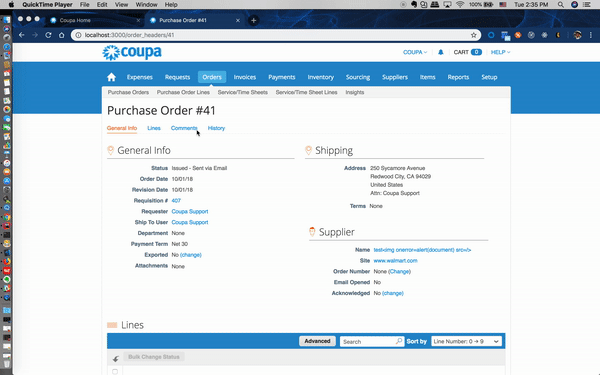 QuickTime Player File Edit View Window Help
100% Tue 2:35 PM
Coupa Home Purchase Order #41
localhost:3000/order_headers/41
coupa
COUPA CART 0 HELP
Expenses Requests Orders Invoices Payments Inventory Sourcing Suppliers Items Reports Setup
Purchase Orders Purchase Order Lines Service/Time Sheets Service/Time Sheet Lines Insights
Purchase Order #41
General Info Lines Comments History
General Info
Status Issued - Sent via Email
Order Date 10/01/18
Revision Date 10/01/18
Requisition # 407
Requester Coupa Support
Ship To User Coupa Support
Department None
Payment Term Net 30
Exported No (change)
Attachments None
Shipping
Address 250 Sycamore Avenue
Redwood City, CA 94029
United States
Attn: Coupa Support
Terms None
Supplier
Name test<img onerror=alert(document) src=/>
Site www.walmart.com
Order Number None (Change)
Email Opened No
Acknowledged No (change)
Lines
Advanced Search Sort by Line Number: 0 → 9
Bulk Change Status